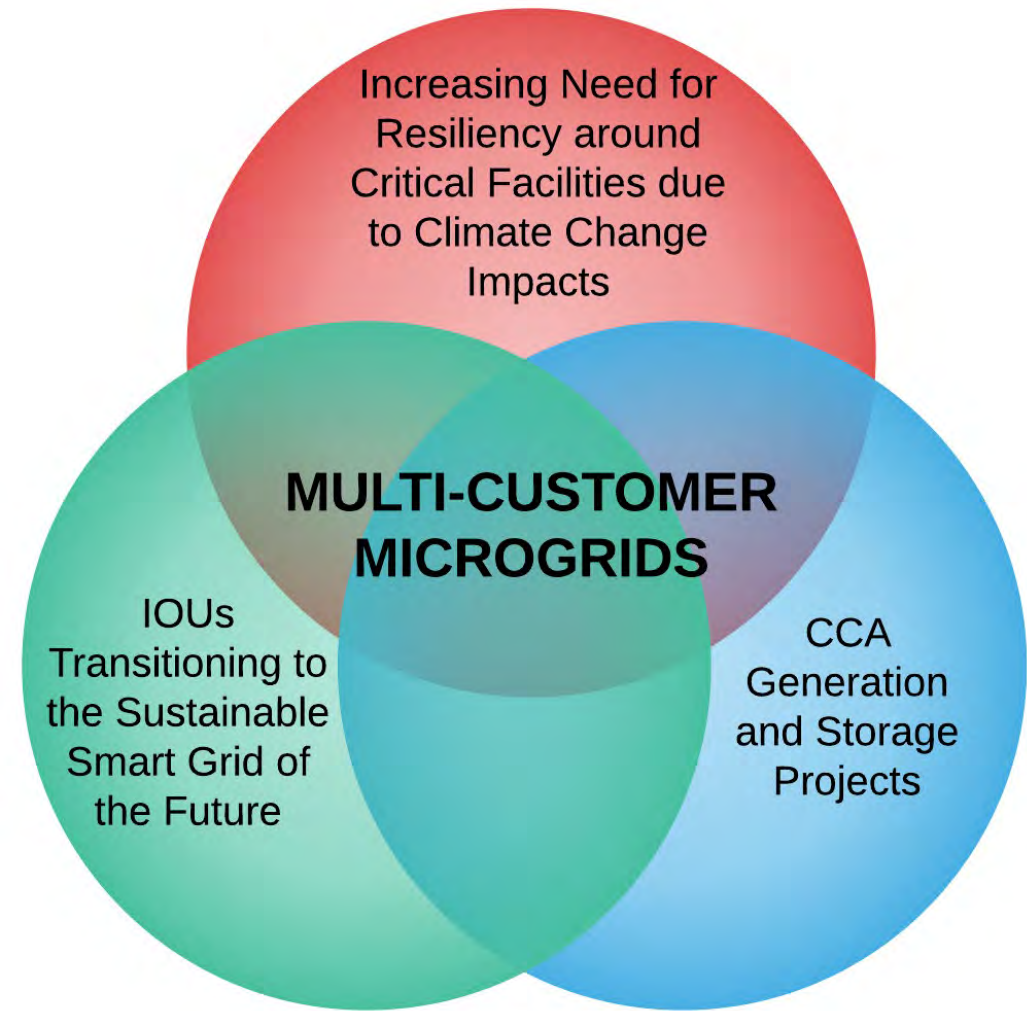 Increasing Need for
Resiliency around
Critical Facilities due
to Climate Change
Impacts
MULTI-CUSTOMER
MICROGRIDS
IOUs
Transitioning to
the Sustainable
Smart Grid of
the Future
CCA
Generation
and Storage
Projects